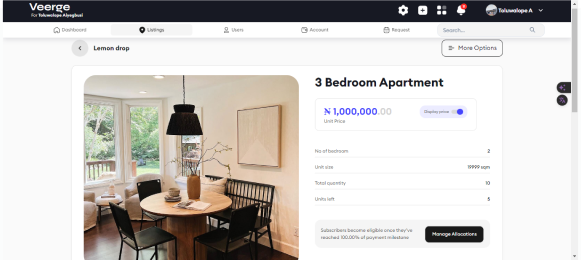 Veerge
For Toluwalope Aiyegbusi
Toluwalope A
Dashboard
Listings
Users
Account
Request
Search...
Lemon drop
More Options
3 Bedroom Apartment
₦ 1,000,000.00
Display price
Unit Price
No of bedroom 2
Unit size 19999 sqm
Total quantity 10
Units left 5
Subscribers become eligible once they've
reached 100.00% of payment milestone
Manage Allocations